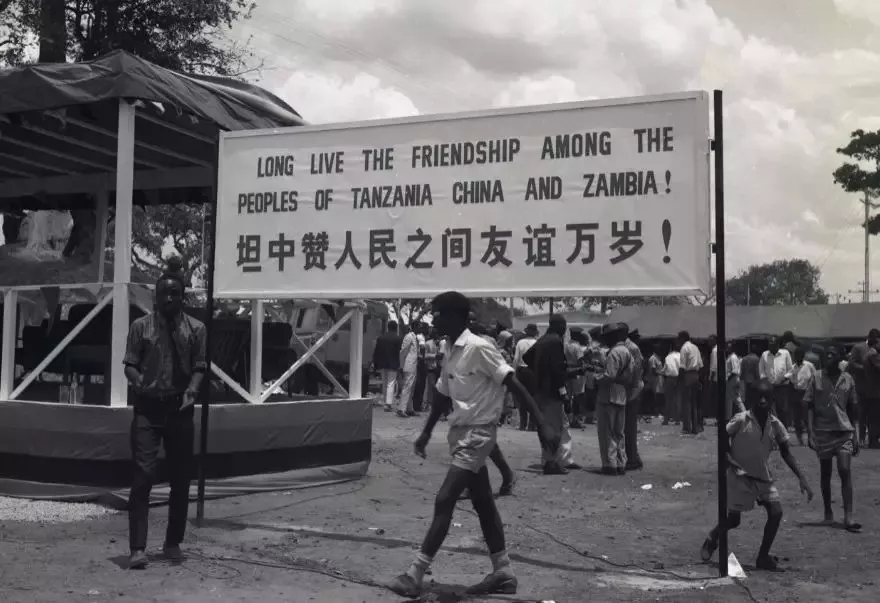 LONG LIVE THE FRIENDSHIP AMONG THE
PEOPLES OF TANZANIA CHINA AND ZAMBIA!
坦中赞人民之间友谊万岁!